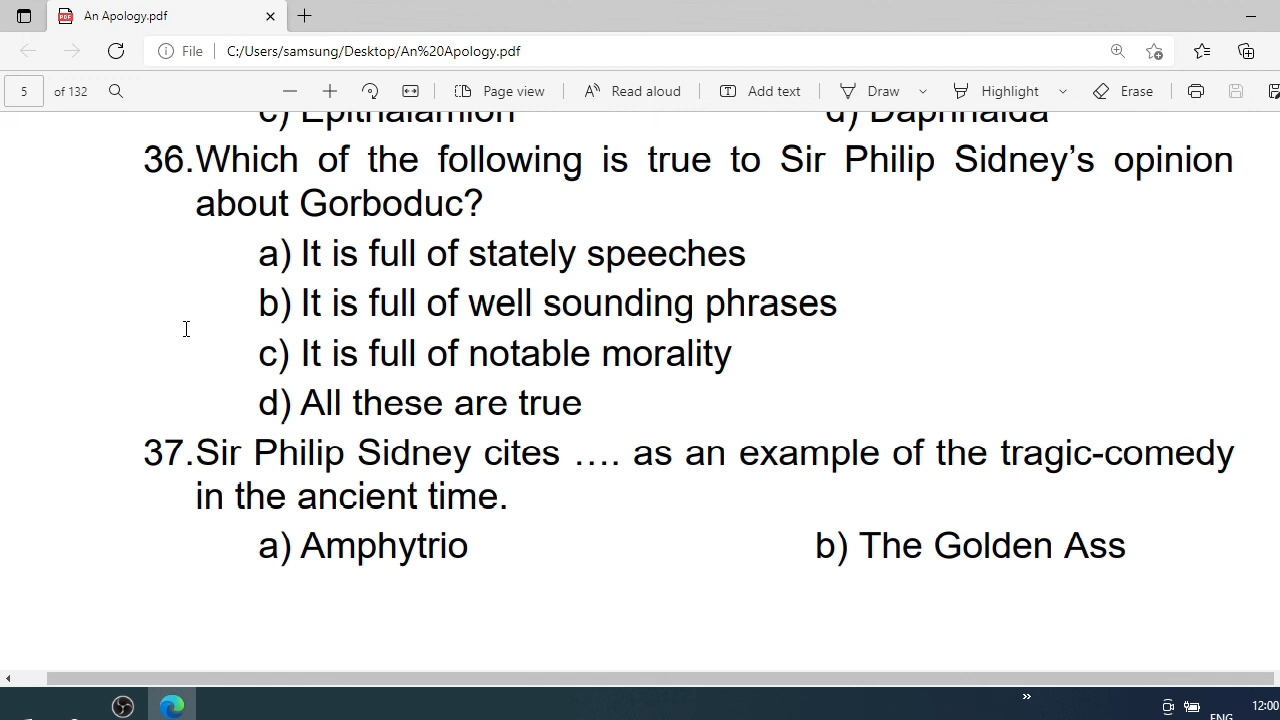 An Apology.pdf
File
C:/Users/samsung/Desktop/An%20Apology.pdf
5 of 132
Page view
Read aloud
Add text
Draw
Highlight
Erase
c) Epithalamion d) Daphnaida
36.Which of the following is true to Sir Philip Sidney’s opinion
about Gorboduc?
a) It is full of stately speeches
b) It is full of well sounding phrases
c) It is full of notable morality
d) All these are true
37.Sir Philip Sidney cites …. as an example of the tragic-comedy
in the ancient time.
a) Amphytrio b) The Golden Ass
12:00
ENG